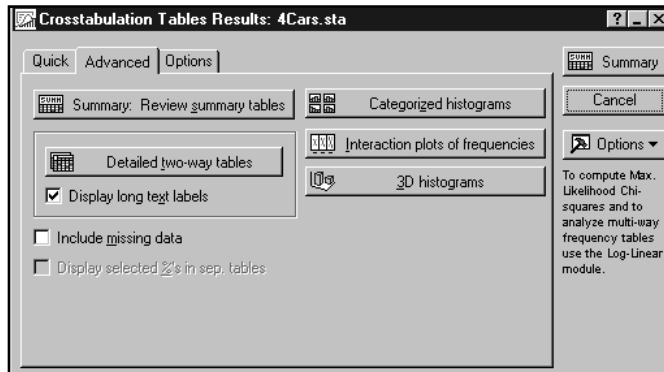 Crosstabulation Tables Results: 4Cars.sta
Quick Advanced Options
Summary: Review summary tables
Detailed two-way tables
Display long text labels
Include missing data
Display selected %'s in sep. tables
Categorized histograms
Interaction plots of frequencies
3D histograms
Summary
Cancel
Options
To compute Max.
Likelihood Chi-
squares and to
analyze multi-way
frequency tables
use the Log-Linear
module.